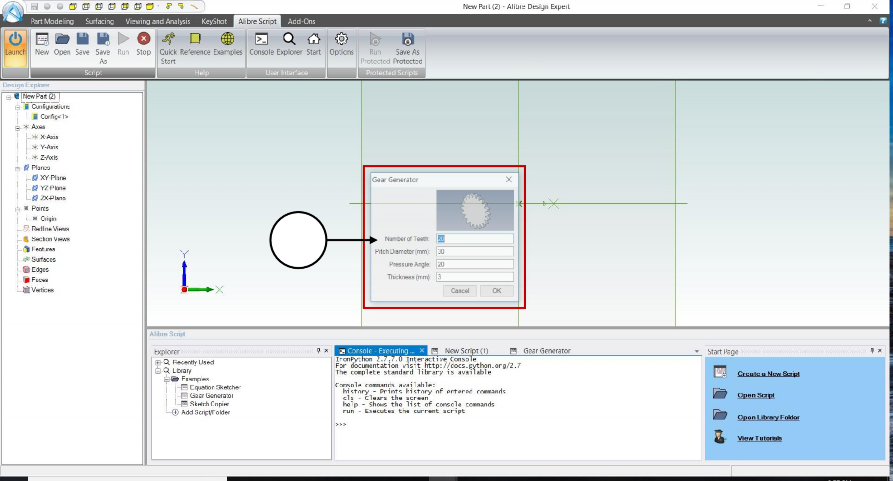 New Part (2) - Alibre Design Expert
Part Modeling Surfacing Viewing and Analysis KeyShot Alibre Script Add-Ons
Launch New Open Save Save As Run Stop Quick Start Reference Examples Console Explorer Start Options Run Protected Save As Protected
Script Help User Interface Protected Scripts
Design Explorer
New Part (2)
Configurations
Config<1>
Axes
X-Axis
Y-Axis
Z-Axis
Planes
XY-Plane
YZ-Plane
ZX-Plane
Points
Origin
Redline Views
Section Views
Features
Surfaces
Edges
Faces
Vertices
Y
X
Gear Generator
Number of Teeth: 20
Pitch Diameter (mm): 30
Pressure Angle: 20
Thickness (mm): 3
Cancel OK
Alibre Script
Explorer
Recently Used
Library
Examples
Equation Sketcher
Gear Generator
Sketch Copier
Add Script/Folder
Console - Executing ... New Script (1) Gear Generator
IronPython 2.7.7.0 Interactive Console
For documentation visit http://docs.python.org/2.7
The complete standard library is available
Console commands available:
history - Prints history of entered commands
cls - Clears the screen
help - Shows the list of console commands
run - Executes the current script
>>>
Start Page
Create a New Script
Open Script
Open Library Folder
View Tutorials